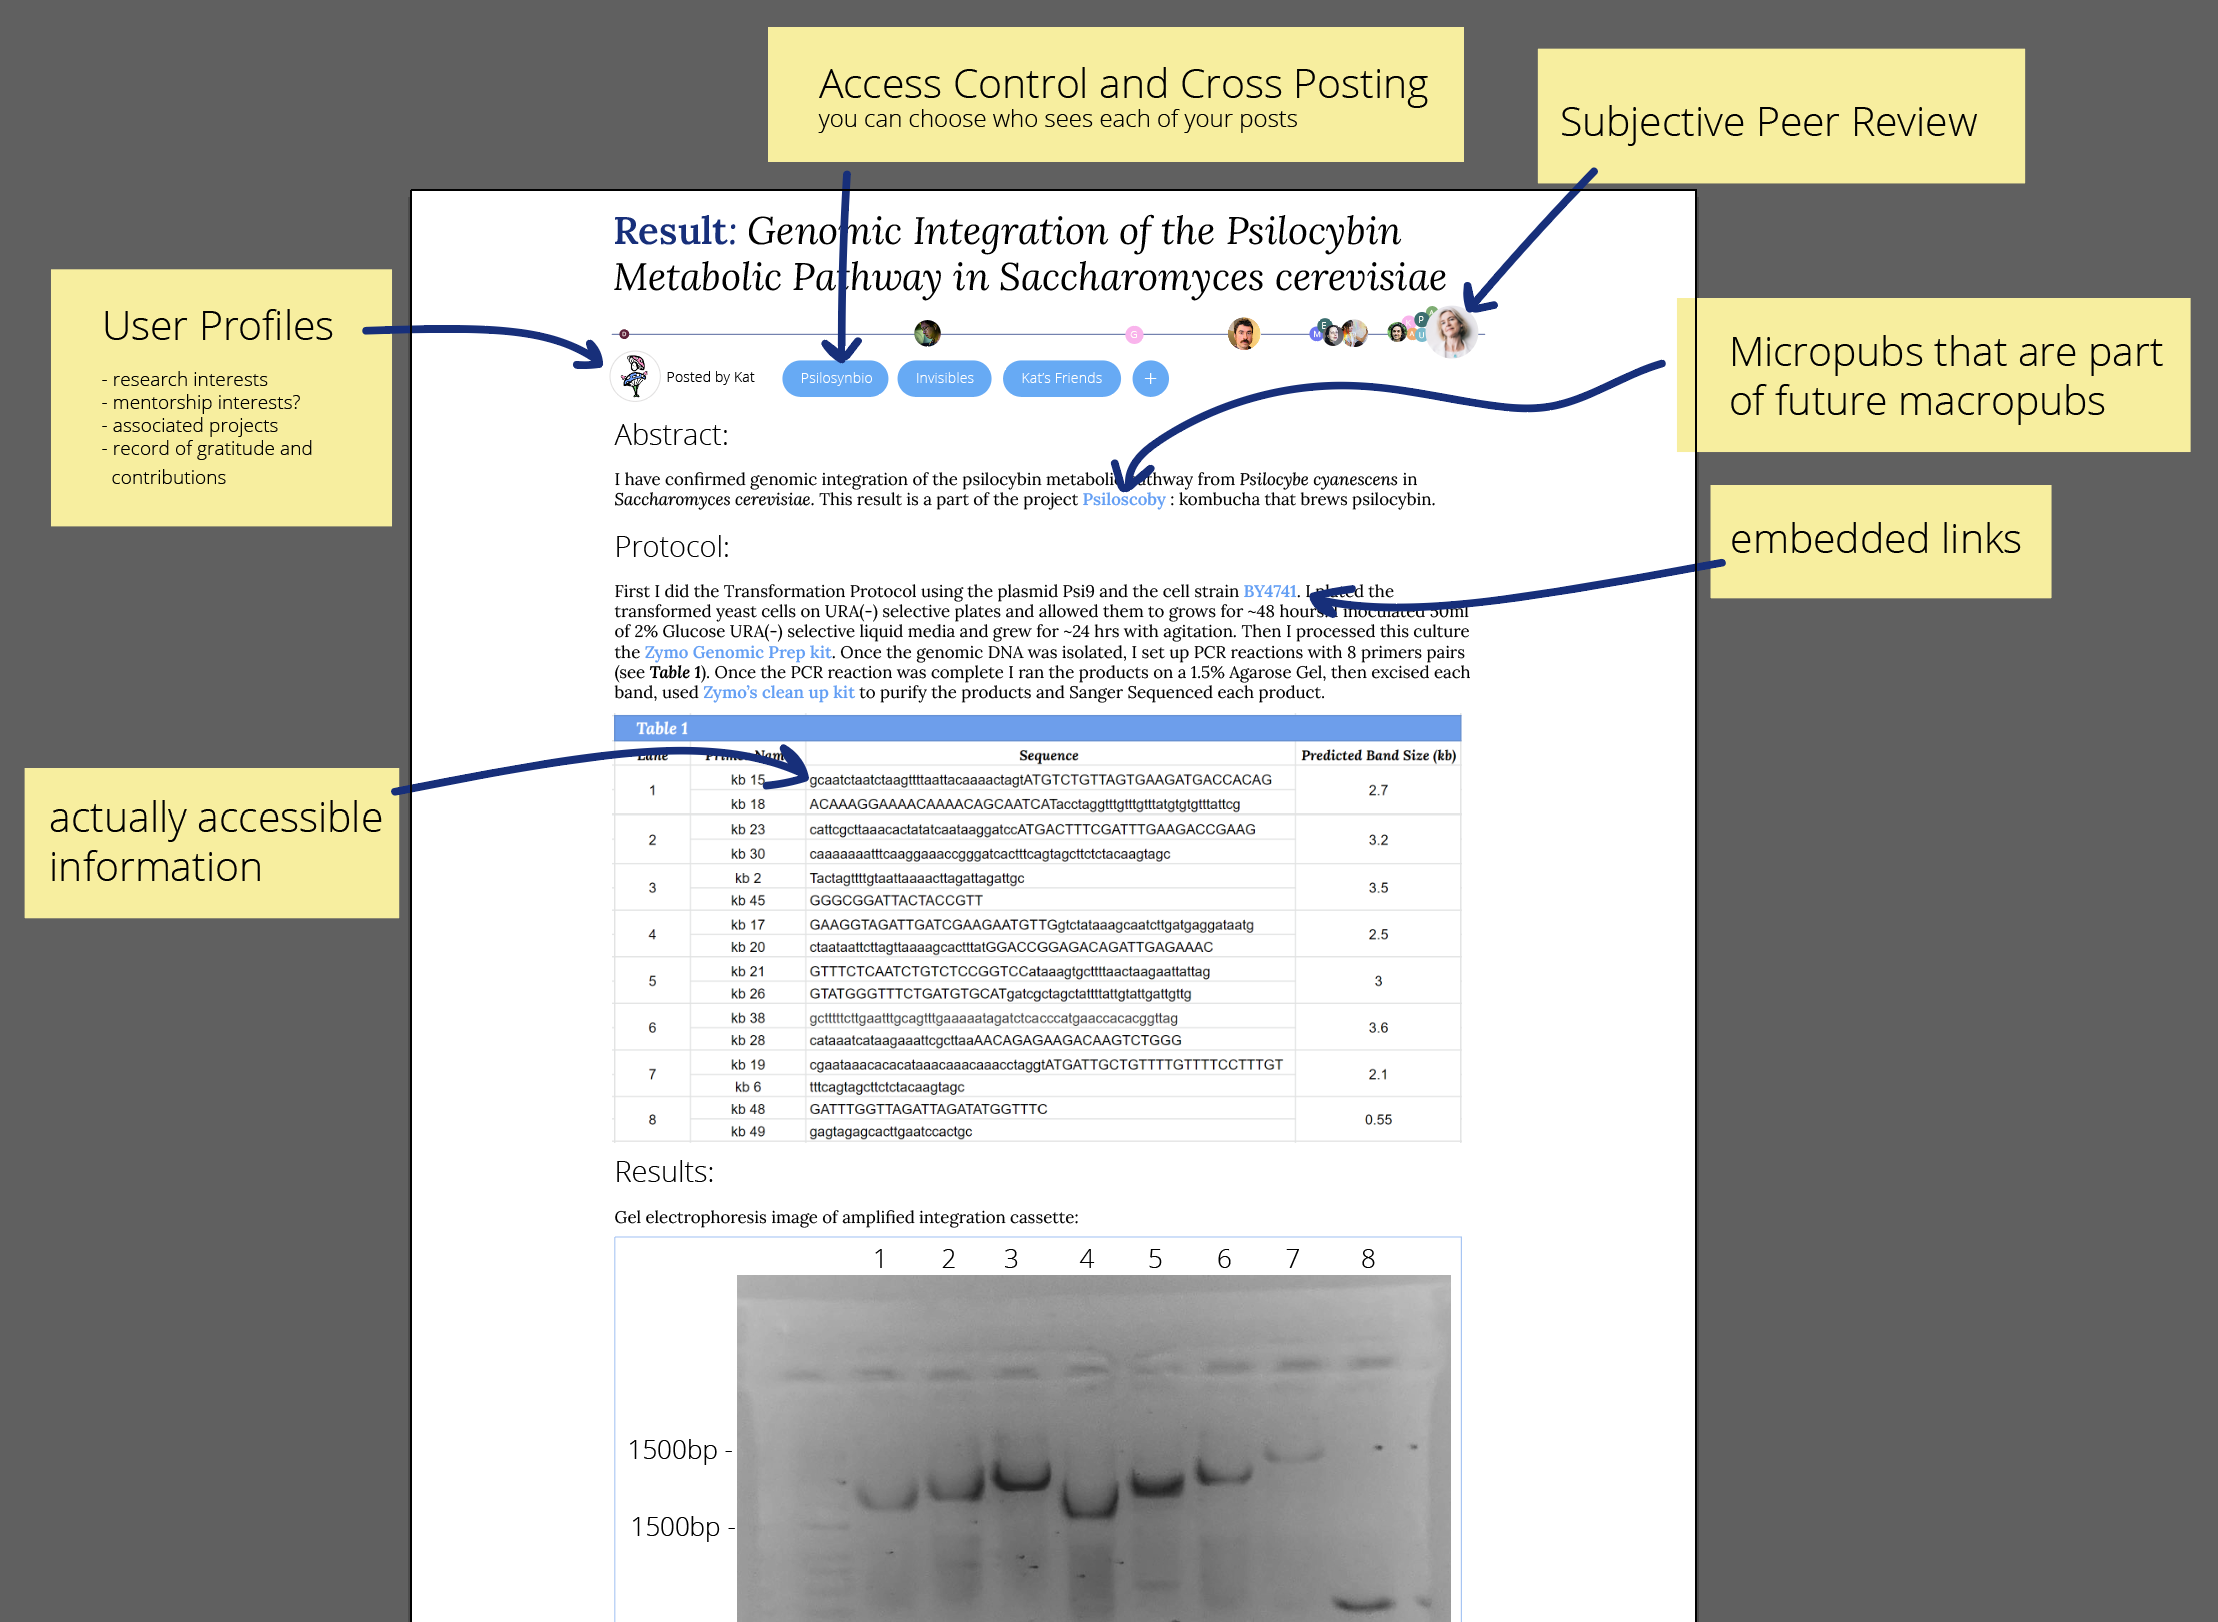 Access Control and Cross Posting
you can choose who sees each of your posts
Subjective Peer Review
User Profiles
- research interests
- mentorship interests?
- associated projects
- record of gratitude and
contributions
Micropubs that are part
of future macropubs
embedded links
actually accessible
information
Result: Genomic Integration of the Psilocybin
Metabolic Pathway in Saccharomyces cerevisiae
G
M
E
P
A
U
Posted by Kat
Psilosynbio
Invisibles
Kat's Friends
+
Abstract:
I have confirmed genomic integration of the psilocybin metabolic pathway from Psilocybe cyanescens in
Saccharomyces cerevisiae. This result is a part of the project Psiloscoby : kombucha that brews psilocybin.
Protocol:
First I did the Transformation Protocol using the plasmid Psi9 and the cell strain BY4741. I plated the
transformed yeast cells on URA(-) selective plates and allowed them to grows for ~48 hours. I inoculated 50ml
of 2% Glucose URA(-) selective liquid media and grew for ~24 hrs with agitation. Then I processed this culture
the Zymo Genomic Prep kit. Once the genomic DNA was isolated, I set up PCR reactions with 8 primers pairs
(see Table 1). Once the PCR reaction was complete I ran the products on a 1.5% Agarose Gel, then excised each
band, used Zymo's clean up kit to purify the products and Sanger Sequenced each product.
Table 1
Lane Primer Name Sequence Predicted Band Size (kb)
1 kb 15 gcaatctaatctaagttttaattacaaaactagtATGTCTGTTAGTGAAGATGACCACAG 2.7
kb 18 ACAAAGGAAAACAAAACAGCAATCATacctaggtttgtttgtttatgtgtgtttattcg
2 kb 23 cattcgcttaaacactatatcaataaggatccATGACTTTCGATTTGAAGACCGAAG 3.2
kb 30 caaaaaaatttcaaggaaaccgggatcactttcagtagcttctctacaagtagc
3 kb 2 Tactagttttgtaattaaaacttagattagattgc 3.5
kb 45 GGGCGGATTACTACCGTT
4 kb 17 GAAGGTAGATTGATCGAAGAATGTTGgtctataaagcaatcttgatgaggataatg 2.5
kb 20 ctaataattcttagttaaaagcactttatGGACCGGAGACAGATTGAGAAAC
5 kb 21 GTTTCTCAATCTGTCTCCGGTCCataaagtgcttttaactaagaattattag 3
kb 26 GTATGGGTTTCTGATGTGCATgatcgctagctattttattgtattgattgttg
6 kb 38 gctttttcttgaatttgcagtttgaaaaatagatctcacccatgaaccacacggttag 3.6
kb 28 cataaatcataagaaattcgcttaaAACAGAGAAGACAAGTCTGGG
7 kb 19 cgaataaacacacataaacaaacaaacctaggtATGATTGCTGTTTTGTTTTCCTTTGT 2.1
kb 6 tttcagtagcttctctacaagtagc
8 kb 48 GATTTGGTTAGATTAGATATGGTTTC 0.55
kb 49 gagtagagcacttgaatccactgc
Results:
Gel electrophoresis image of amplified integration cassette:
1 2 3 4 5 6 7 8
1500bp -
1500bp -